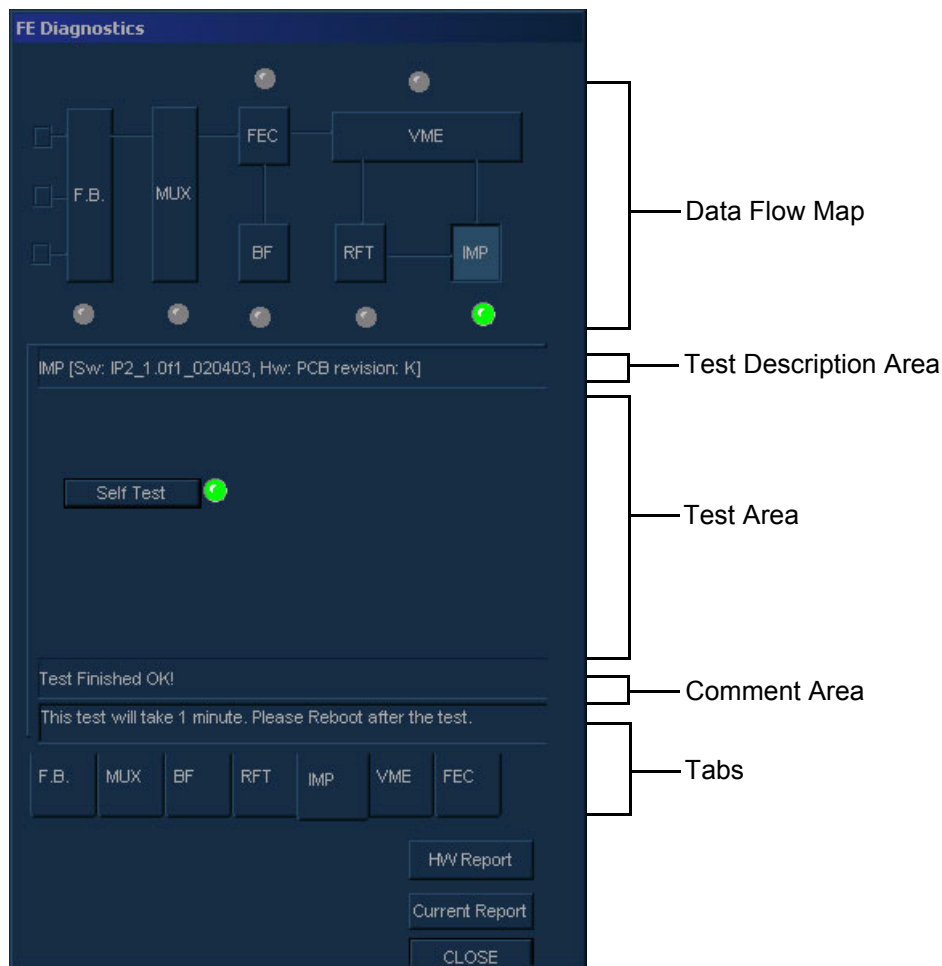 FE Diagnostics
FEC
VME
F.B.
MUX
BF
RFT
IMP
Data Flow Map
IMP [Sw: IP2_1.0f1_020403, Hw: PCB revision: K]
Test Description Area
Self Test
Test Area
Test Finished OK!
Comment Area
This test will take 1 minute. Please Reboot after the test.
F.B. MUX BF RFT IMP VME FEC
Tabs
HW Report
Current Report
CLOSE